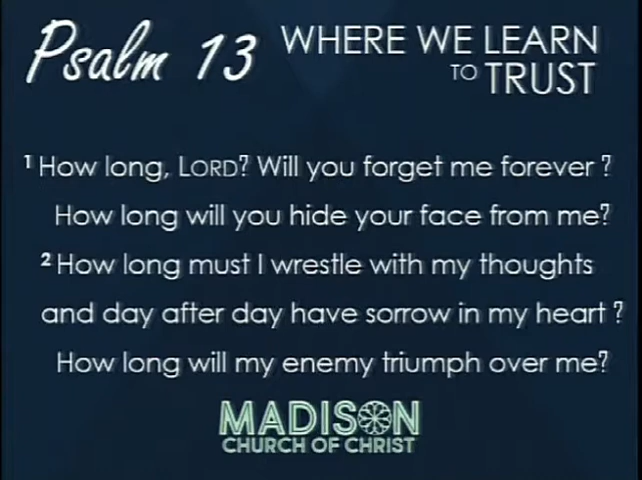 Psalm 13 WHERE WE LEARN
TO TRUST
¹ How long, LORD? Will you forget me forever ?
How long will you hide your face from me?
² How long must I wrestle with my thoughts
and day after day have sorrow in my heart ?
How long will my enemy triumph over me?
MADISON
CHURCH OF CHRIST